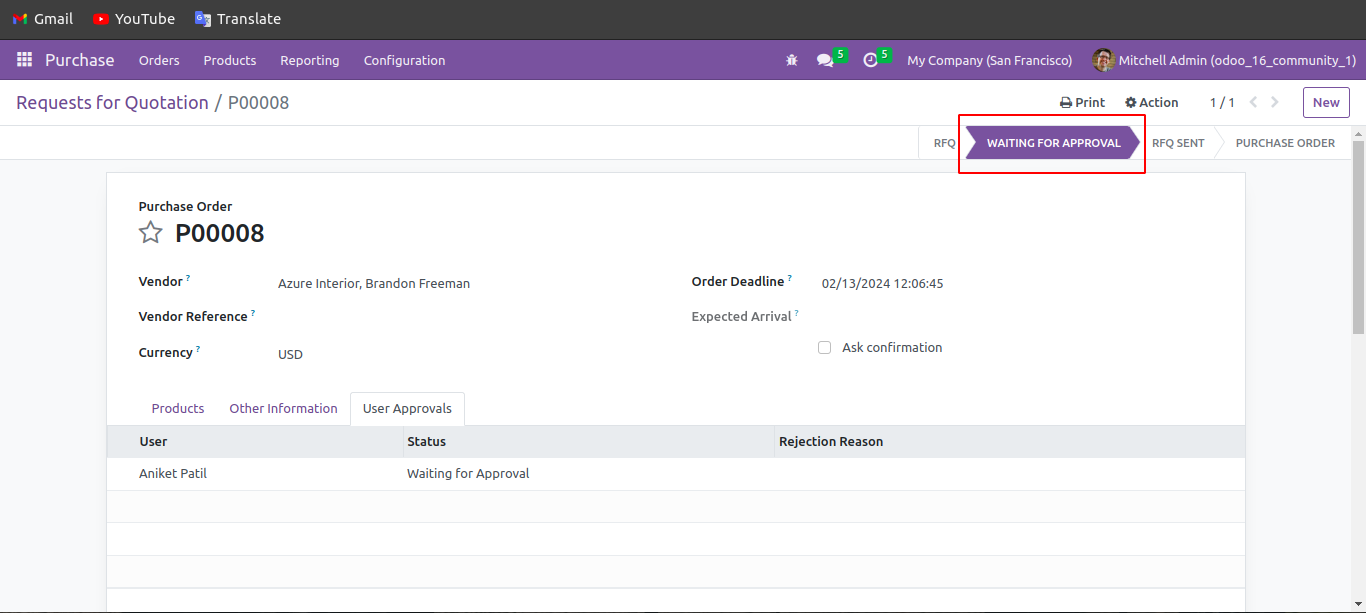 Gmail YouTube Translate
Purchase Orders Products Reporting Configuration 5 5 My Company (San Francisco) Mitchell Admin (odoo_16_community_1)
Requests for Quotation / P00008 Print Action 1 / 1 New
RFQ WAITING FOR APPROVAL RFQ SENT PURCHASE ORDER
Purchase Order
P00008
Vendor ? Azure Interior, Brandon Freeman Order Deadline ? 02/13/2024 12:06:45
Vendor Reference ? Expected Arrival ?
Currency ? USD Ask confirmation
Products Other Information User Approvals
User Status Rejection Reason
Aniket Patil Waiting for Approval